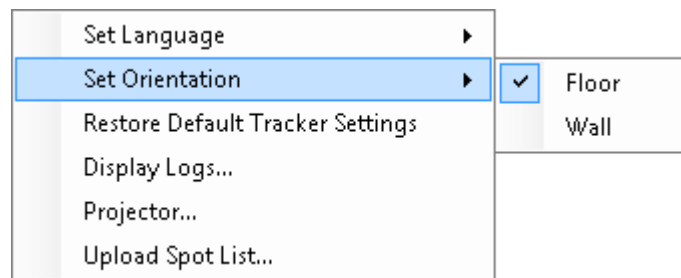 Set Language
Set Orientation
Floor
Restore Default Tracker Settings
Wall
Display Logs...
Projector...
Upload Spot List...